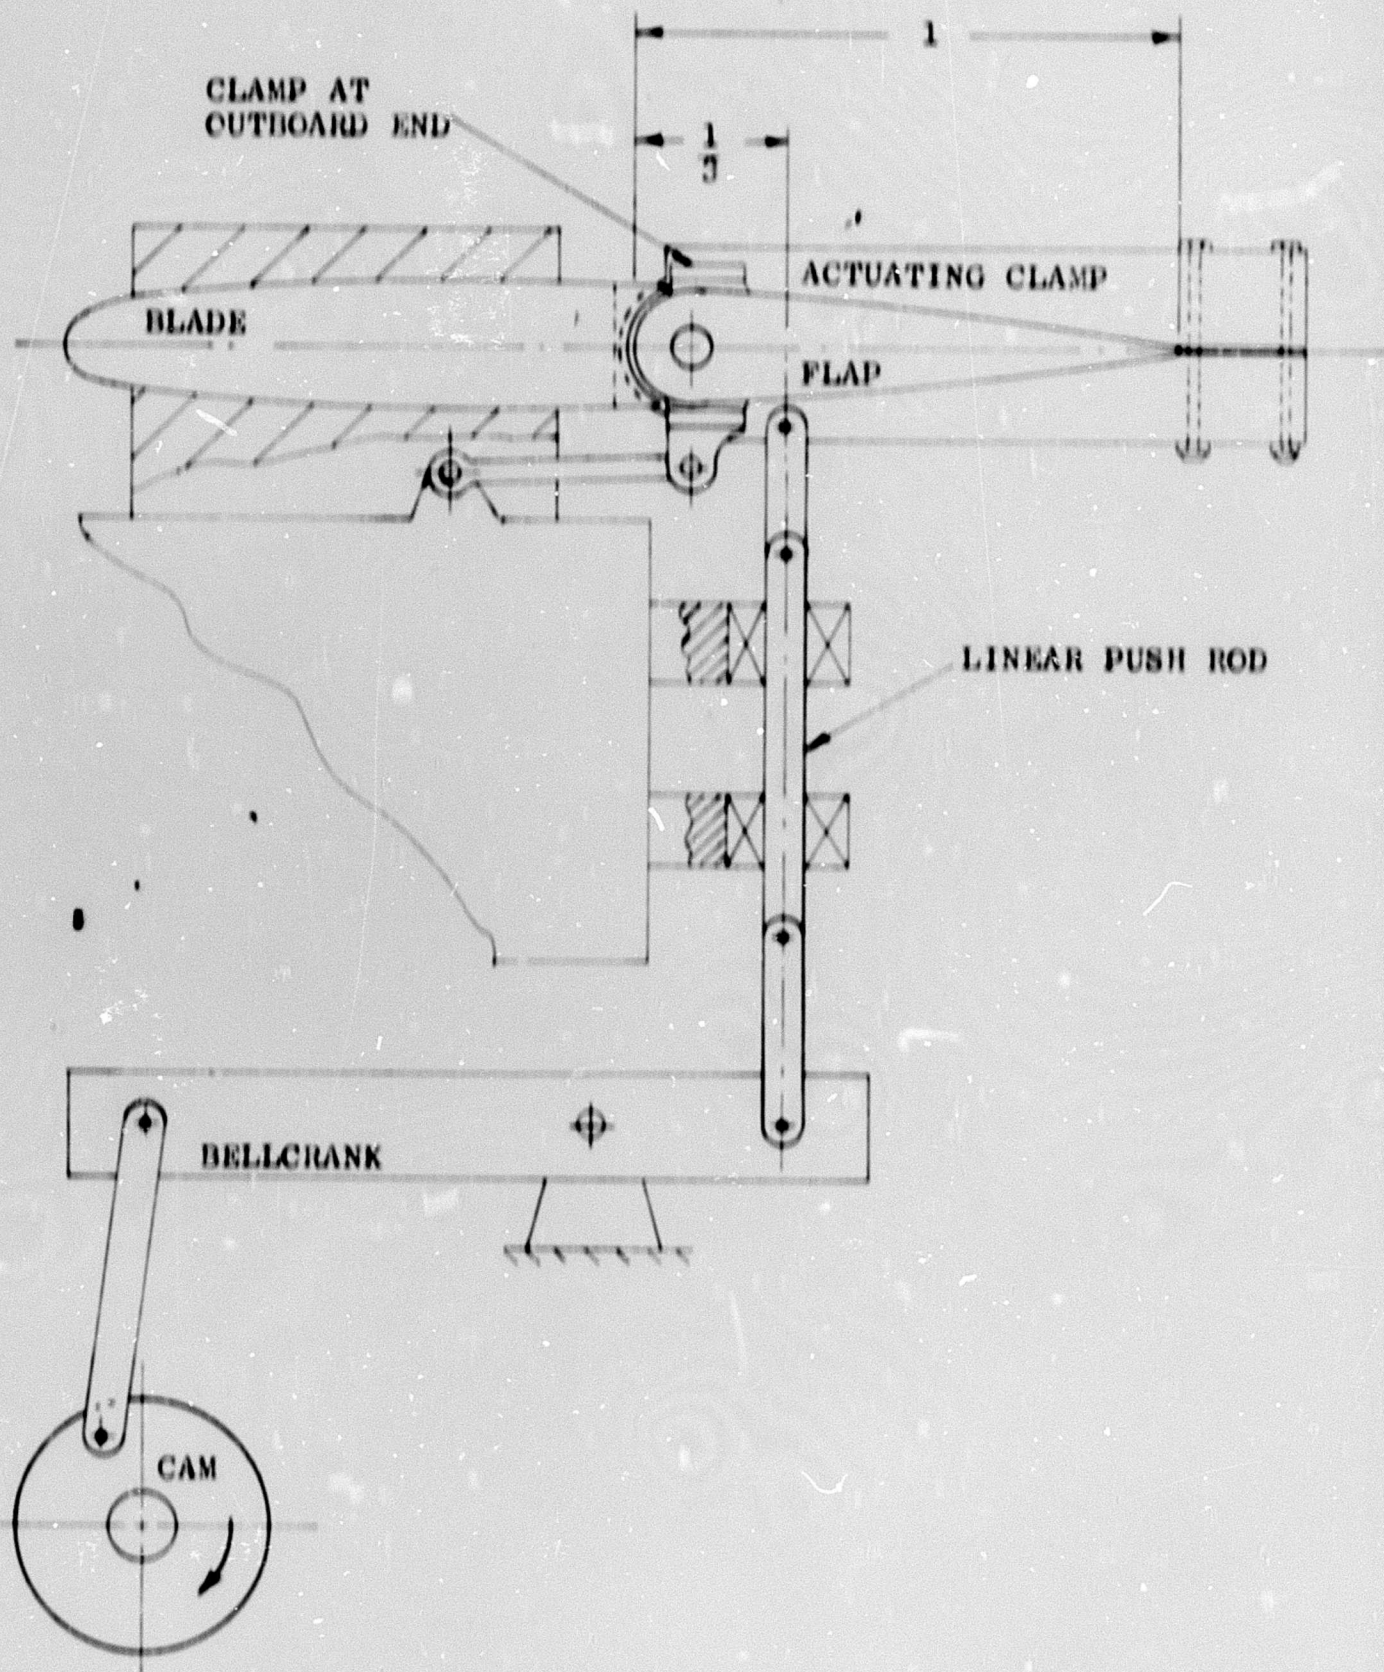 1
CLAMP AT
OUTBOARD END
1
3
ACTUATING CLAMP
BLADE
FLAP
LINEAR PUSH ROD
BELLCRANK
CAM